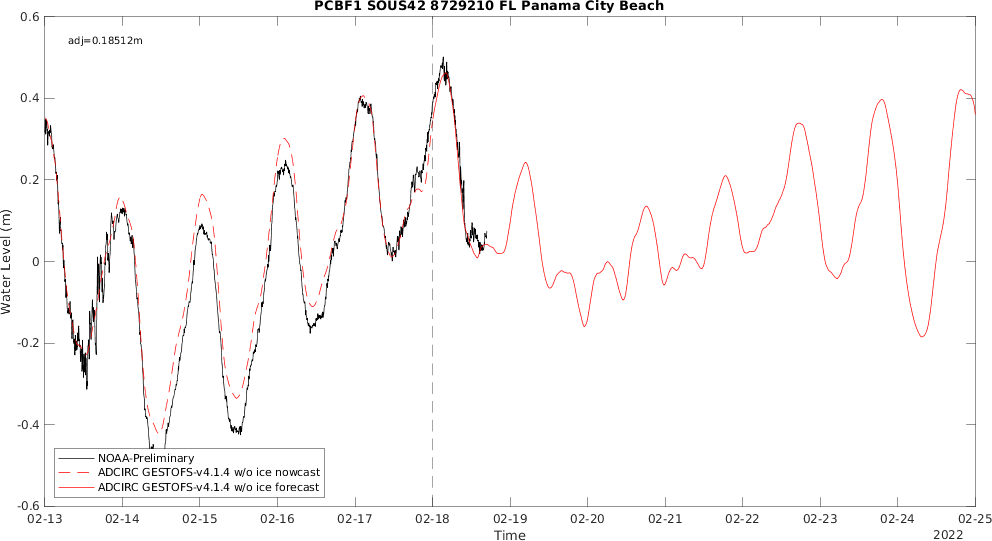 PCBF1 SOUS42 8729210 FL Panama City Beach
adj=0.18512m
0.6
0.4
0.2
0
-0.2
-0.4
-0.6
Water Level (m)
NOAA-Preliminary
ADCIRC GESTOFS-v4.1.4 w/o ice nowcast
ADCIRC GESTOFS-v4.1.4 w/o ice forecast
02-13 02-14 02-15 02-16 02-17 02-18 02-19 02-20 02-21 02-22 02-23 02-24 02-25
Time
2022